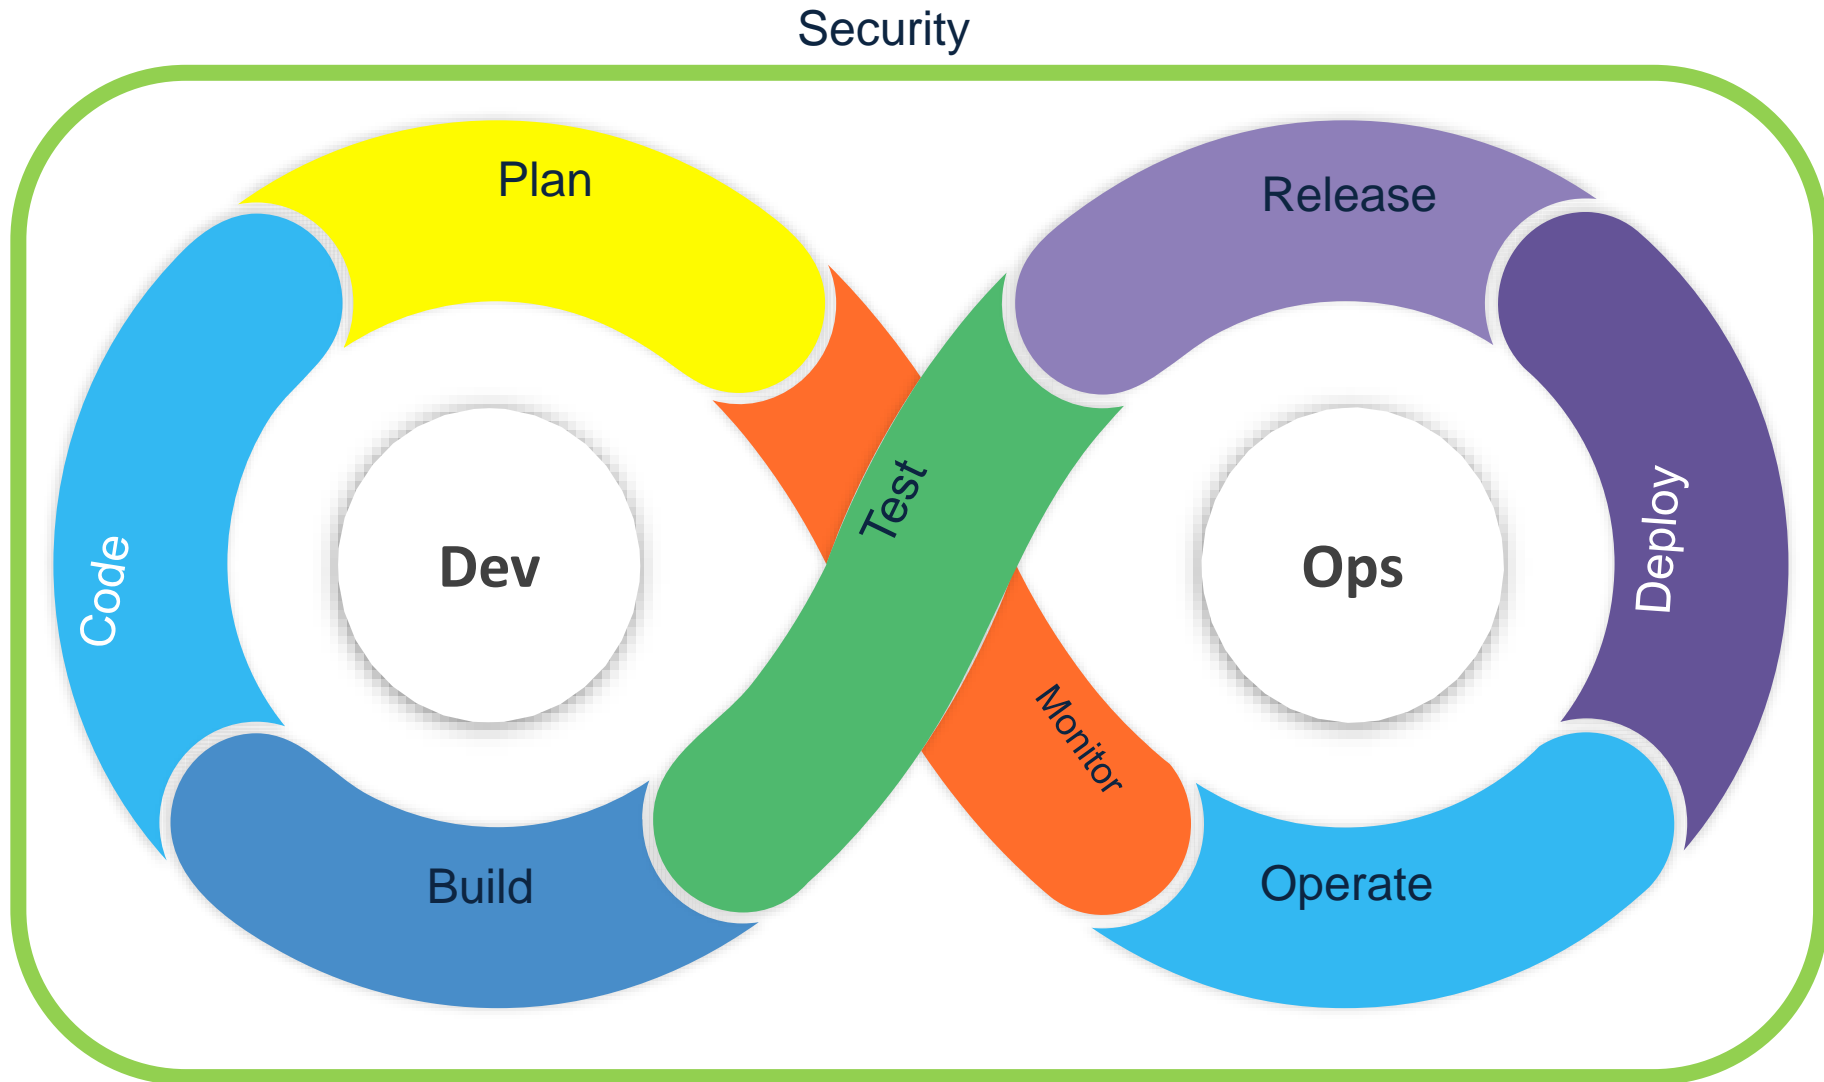 Security
Plan
Release
Test
Code
Dev
Ops
Deploy
Monitor
Build
Operate